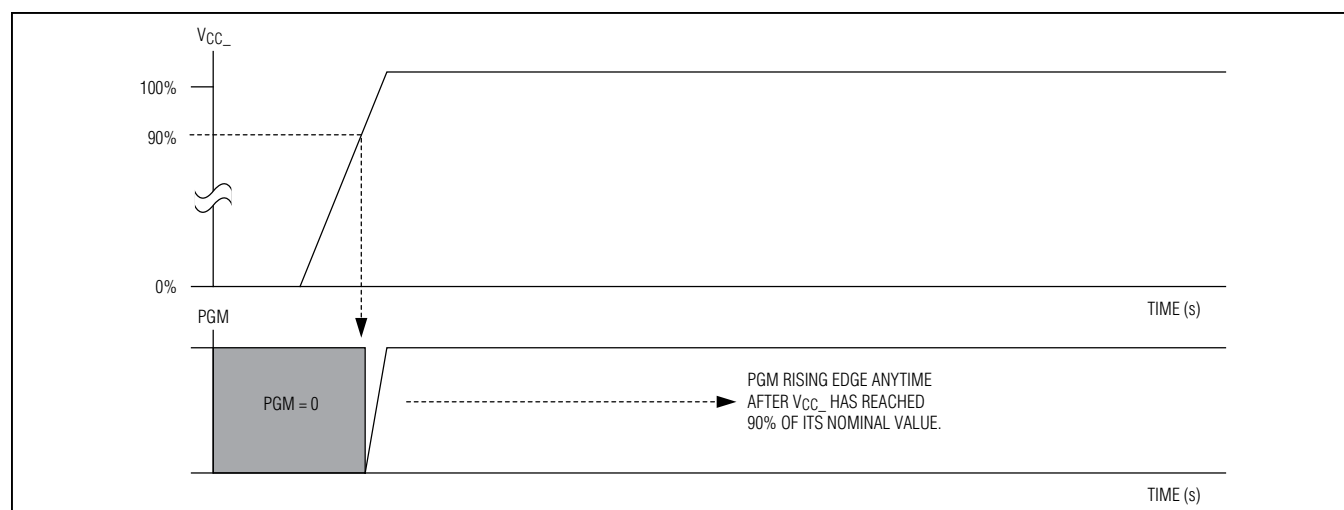 VCC_
100%
90%
0%
TIME (s)
PGM
PGM = 0
PGM RISING EDGE ANYTIME
AFTER VCC_ HAS REACHED
90% OF ITS NOMINAL VALUE.
TIME (s)